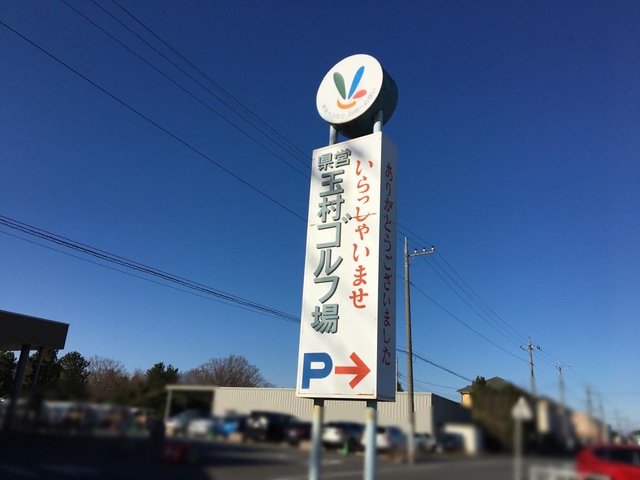 県営
玉村ゴルフ場
いらっしゃいませ
P
ありがとうございました